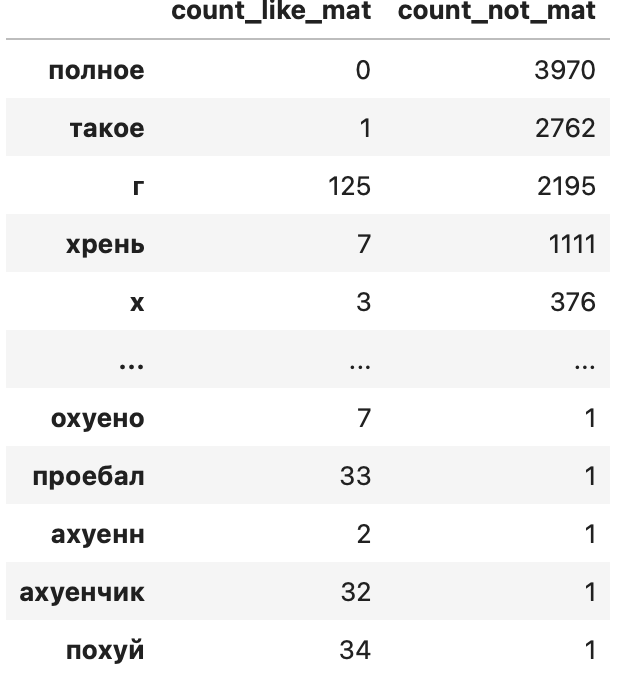 count_like_mat count_not_mat
полное 0 3970
такое 1 2762
г 125 2195
хрень 7 1111
х 3 376
... ... ...
охуено 7 1
проебал 33 1
ахуенн 2 1
ахуенчик 32 1
похуй 34 1